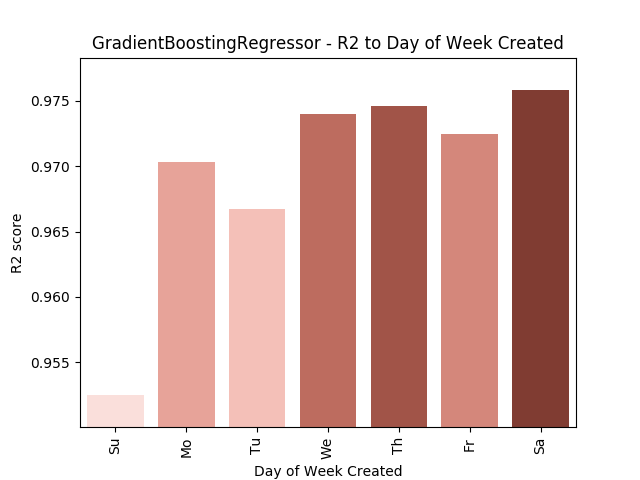 GradientBoostingRegressor - R2 to Day of Week Created
0.975
0.970
0.965
0.960
0.955
R2 score
Su
Mo
Tu
We
Th
Fr
Sa
Day of Week Created